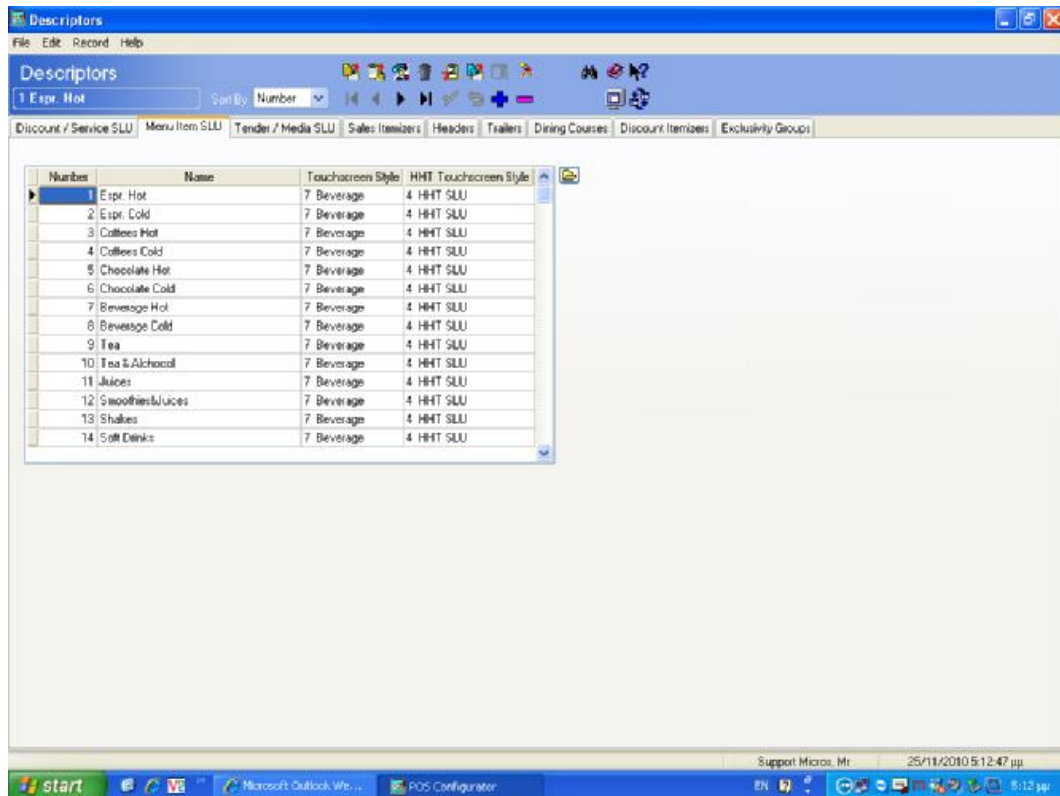 Descriptors
File Edit Record Help
Descriptors
1 Espr. Hot
Sort By Number
Discount / Service SLU Menu Item SLU Tender / Media SLU Sales Itemizers Headers Trailers Dining Courses Discount Itemizers Exclusivity Groups
Number Name Touchscreen Style HHT Touchscreen Style
1 Espr. Hot 7 Beverage 4 HHT SLU
2 Espr. Cold 7 Beverage 4 HHT SLU
3 Coffees Hot 7 Beverage 4 HHT SLU
4 Coffees Cold 7 Beverage 4 HHT SLU
5 Chocolate Hot 7 Beverage 4 HHT SLU
6 Chocolate Cold 7 Beverage 4 HHT SLU
7 Beverage Hot 7 Beverage 4 HHT SLU
8 Beverage Cold 7 Beverage 4 HHT SLU
9 Tea 7 Beverage 4 HHT SLU
10 Tea & Alchocol 7 Beverage 4 HHT SLU
11 Juices 7 Beverage 4 HHT SLU
12 Smoothies&Juices 7 Beverage 4 HHT SLU
13 Shakes 7 Beverage 4 HHT SLU
14 Soft Drinks 7 Beverage 4 HHT SLU
Support Micros, Mr 25/11/2010 5:12:47 μμ
start Microsoft Outlook We... POS Configurator EN 5:12 μμ